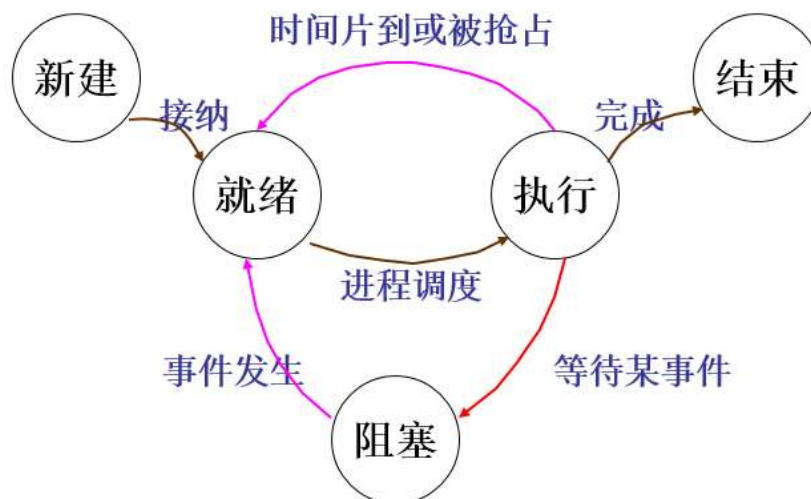 时间片到或被抢占
新建
结束
接纳
完成
就绪
执行
进程调度
事件发生
等待某事件
阻塞